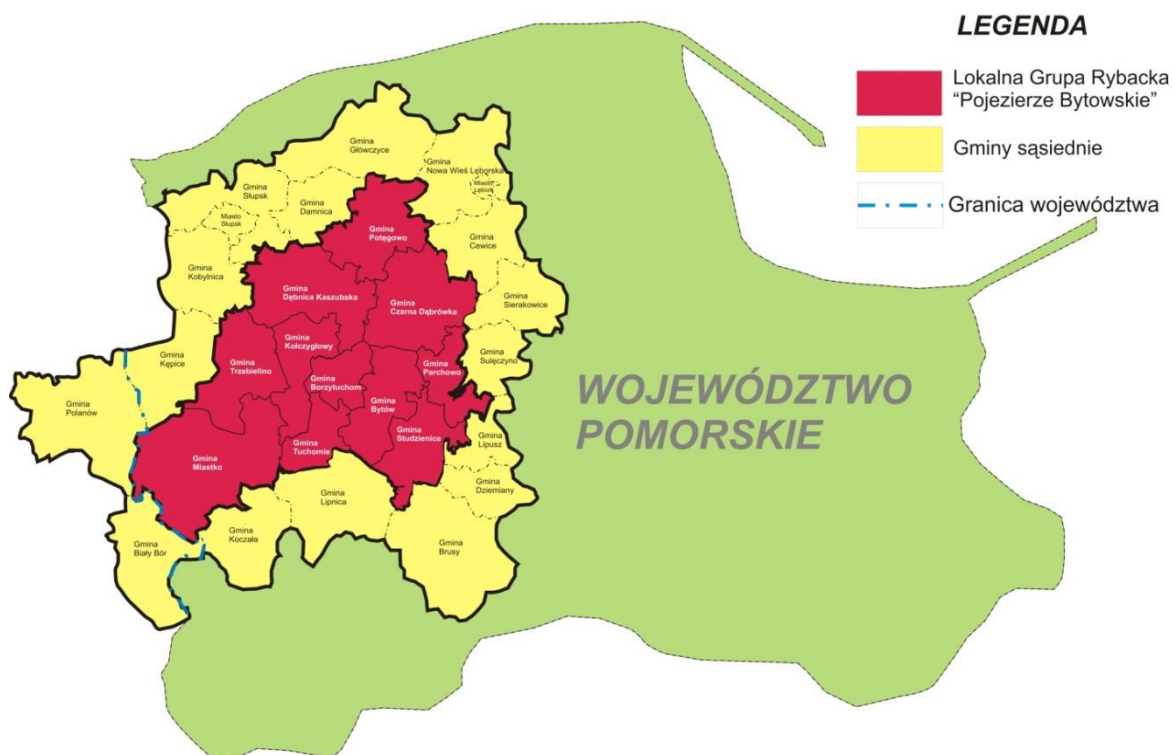 LEGENDA
Lokalna Grupa Rybacka
“Pojezierze Bytowskie”
Gminy sąsiednie
Granica województwa
WOJEWÓDZTWO
POMORSKIE
Gmina
Główczyce
Gmina
Nowa Wieś Lęborska
Miasto
Lębork
Gmina
Słupsk
Gmina
Damnica
Miasto
Słupsk
Gmina
Potęgowo
Gmina
Cewice
Gmina
Kobylnica
Gmina
Dębnica Kaszubska
Gmina
Czarna Dąbrówka
Gmina
Sierakowice
Gmina
Kołczygłowy
Gmina
Kępice
Gmina
Trzebielino
Gmina
Parchowo
Gmina
Sulęczyno
Gmina
Borzytuchom
Gmina
Bytów
Gmina
Polanów
Gmina
Studzienice
Gmina
Lipusz
Gmina
Tuchomie
Gmina
Miastko
Gmina
Dziemiany
Gmina
Lipnica
Gmina
Koczała
Gmina
Biały Bór
Gmina
Brusy